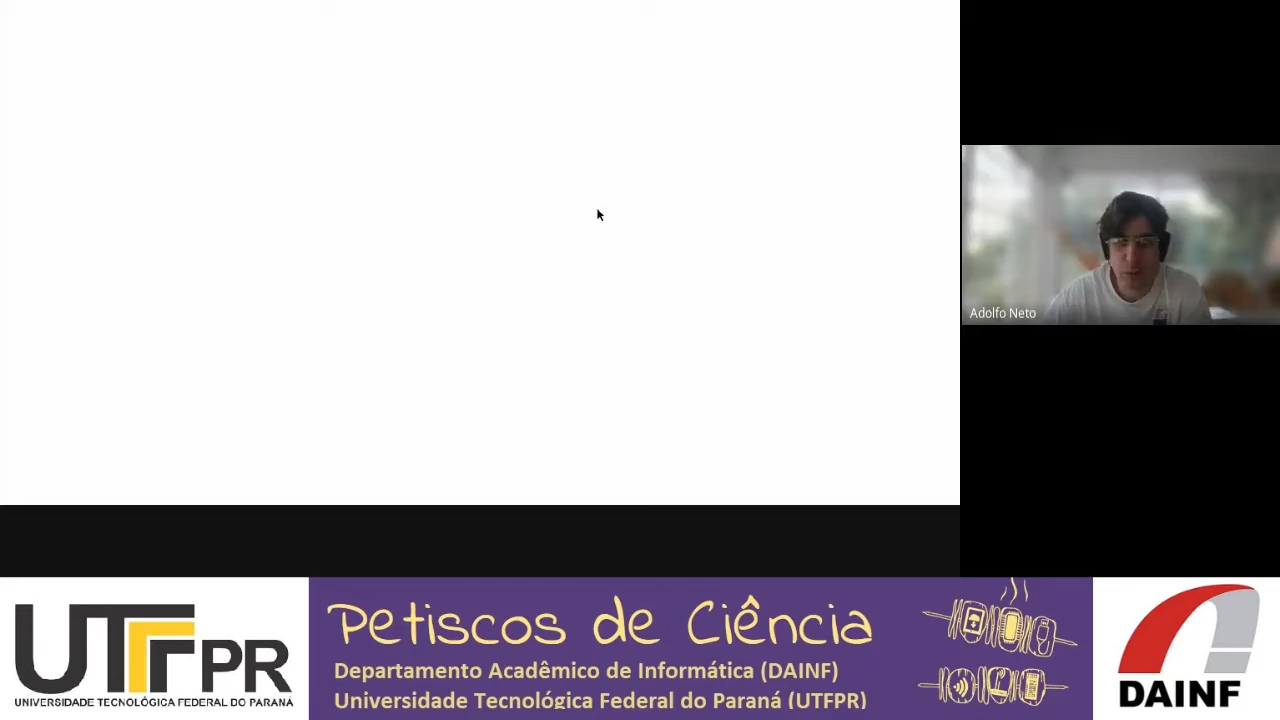 Adolfo Neto
UTFPR
UNIVERSIDADE TECNOLÓGICA FEDERAL DO PARANÁ
Petiscos de Ciência
Departamento Acadêmico de Informática (DAINF)
Universidade Tecnológica Federal do Paraná (UTFPR)
DAINF